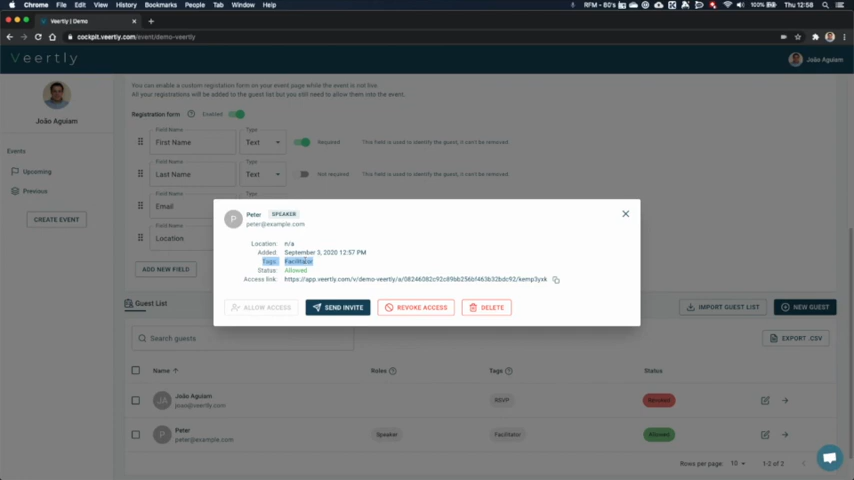 Chrome File Edit View History Bookmarks People Tab Window Help RFM - 60's 100% Thu 12:58
Veertly | Demo
cockpit.veertly.com/event/demo-veertly
Veertly
João Aguiam
You can enable a custom registration form on your event page while the event is not live.
All your registrations will be added to the guest list but you still need to allow them into the event.
Registration form Enabled
João Aguiam
Field Name Type
First Name Text Required This field is used to identify the guest, it can't be removed.
Events
Field Name Type
Upcoming
Last Name Text Not required This field is used to identify the guest, it can't be removed.
Previous
Field Name
Email
CREATE EVENT
Field Name
Location
ADD NEW FIELD
P Peter SPEAKER
peter@example.com
Location: n/a
Added: September 3, 2020 12:57 PM
Tags: Facilitator
Status: Allowed
Access link: https://app.veertly.com/v/demo-veertly/a/08246082c92c89bb256bf463b32bdc92/kemp3ysk
ALLOW ACCESS SEND INVITE REVOKE ACCESS DELETE
Guest List IMPORT GUEST LIST NEW GUEST
Search guests EXPORT .CSV
Name Roles Tags Status
JA João Aguiam RSVP
joao@veertly.com
P Peter Speaker Facilitator Allowed
peter@example.com
Rows per page 10 1-2 of 2